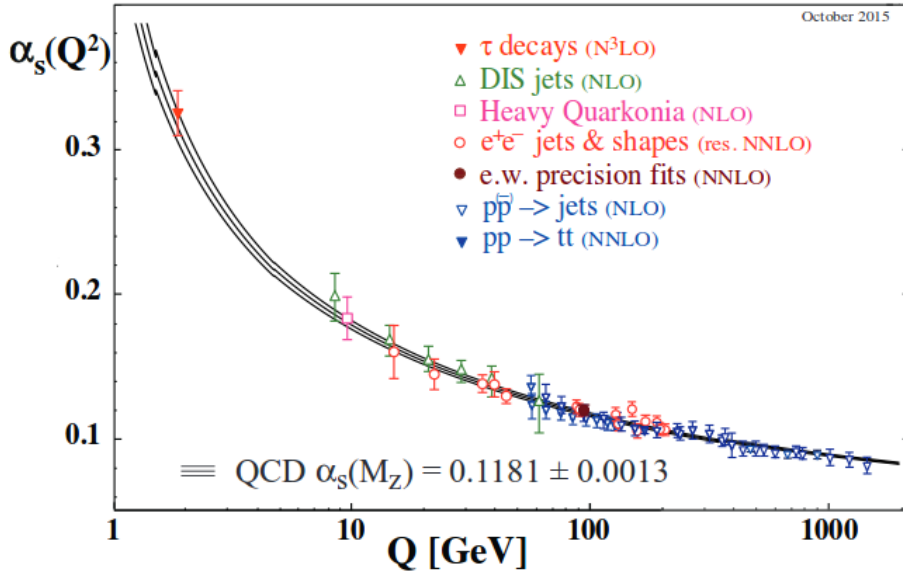 October 2015
αs(Q²)
τ decays (N³LO)
DIS jets (NLO)
Heavy Quarkonia (NLO)
e⁺e⁻ jets & shapes (res. NNLO)
e.w. precision fits (NNLO)
pp(–) –> jets (NLO)
pp –> tt (NNLO)
0.3
0.2
0.1
QCD αs(Mz) = 0.1181 ± 0.0013
1 10 100 1000
Q [GeV]